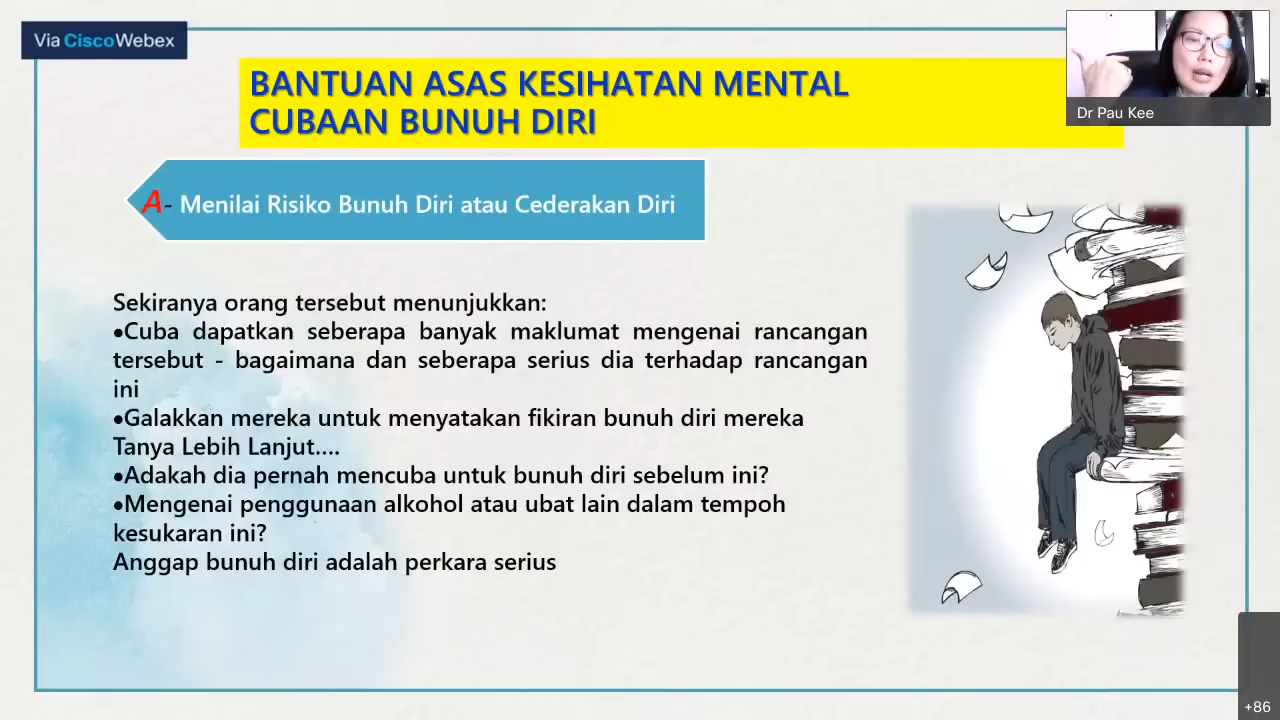 Via CiscoWebex
BANTUAN ASAS KESIHATAN MENTAL
CUBAAN BUNUH DIRI
Dr Pau Kee
A- Menilai Risiko Bunuh Diri atau Cederakan Diri
Sekiranya orang tersebut menunjukkan:
•Cuba dapatkan seberapa banyak maklumat mengenai rancangan
tersebut - bagaimana dan seberapa serius dia terhadap rancangan
ini
•Galakkan mereka untuk menyatakan fikiran bunuh diri mereka
Tanya Lebih Lanjut....
•Adakah dia pernah mencuba untuk bunuh diri sebelum ini?
•Mengenai penggunaan alkohol atau ubat lain dalam tempoh
kesukaran ini?
Anggap bunuh diri adalah perkara serius
+86